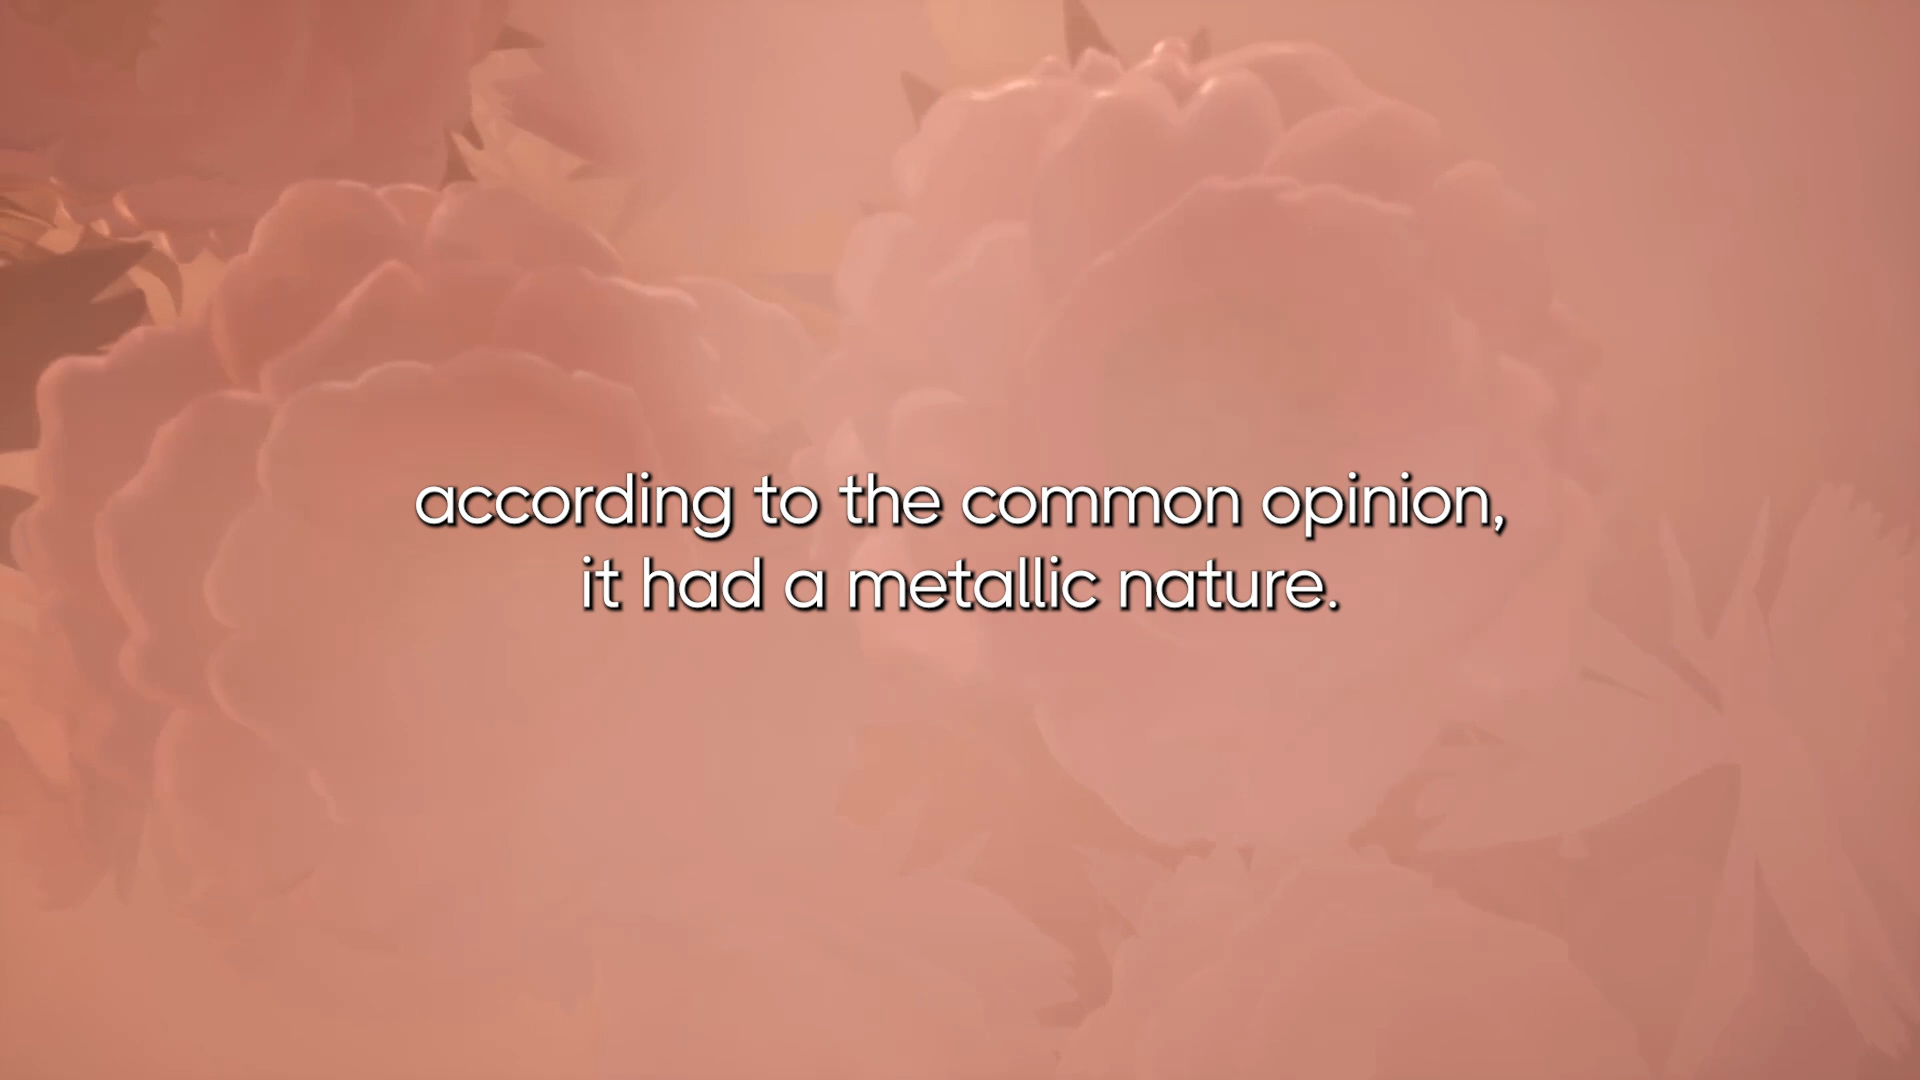 according to the common opinion,
it had a metallic nature.